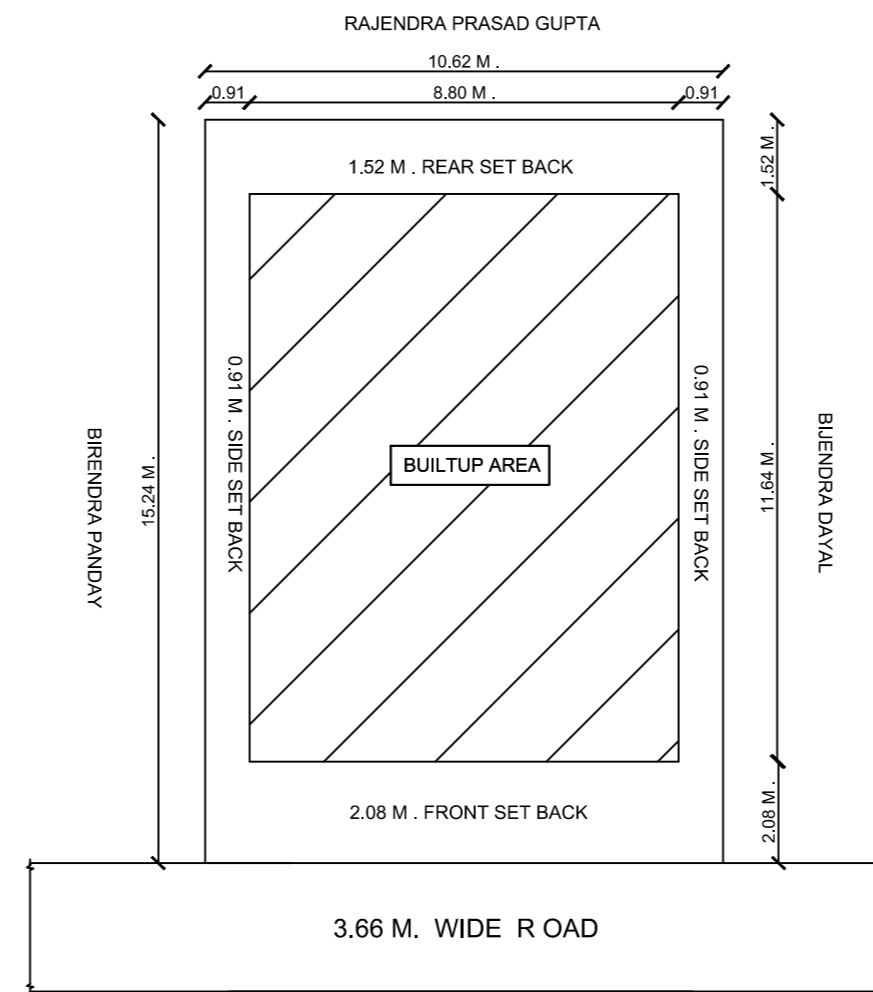 RAJENDRA PRASAD GUPTA
10.62 M .
0.91
8.80 M .
0.91
1.52 M . REAR SET BACK
1.52 M .
BIRENDRA PANDAY
15.24 M .
0.91 M . SIDE SET BACK
BUILTUP AREA
0.91 M . SIDE SET BACK
11.64 M .
BIJENDRA DAYAL
2.08 M . FRONT SET BACK
2.08 M .
3.66 M. WIDE R OAD